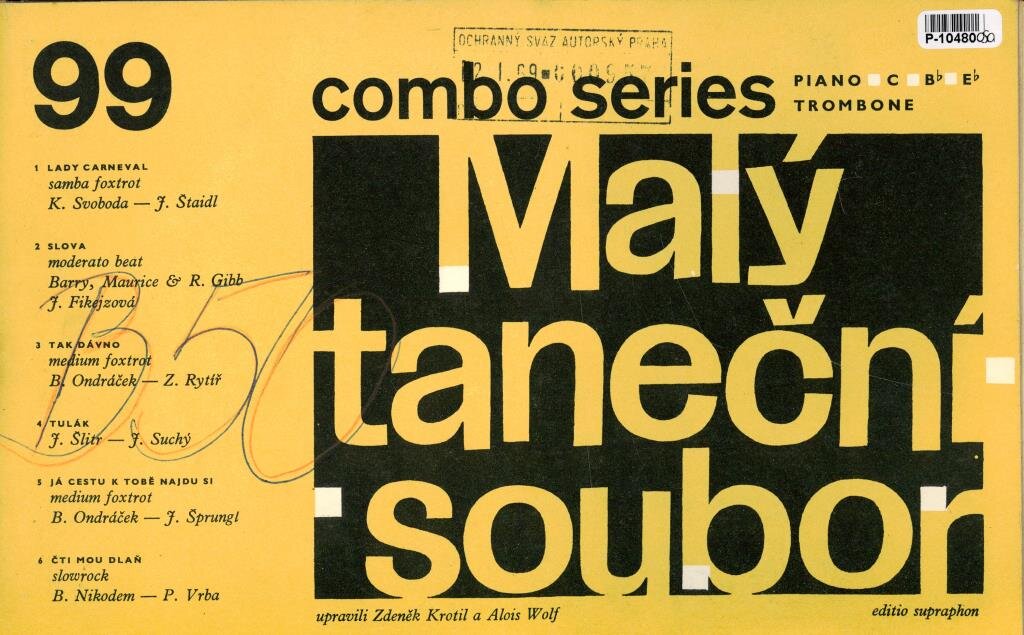 99
OCHRANNÝ SVAZ AUTORSKÝ PRAHA
combo series
PIANO C B♭ E♭
TROMBONE
Malý
taneční
soubor
1 LADY CARNEVAL
samba foxtrot
K. Svoboda — J. Štaidl
2 SLOVA
moderato beat
Barry, Maurice & R. Gibb
J. Fikejzová
3 TAK DÁVNO
medium foxtrot
B. Ondráček — Z. Rytíř
4 TULÁK
J. Šlitr — J. Suchý
5 JÁ CESTU K TOBĚ NAJDU SI
medium foxtrot
B. Ondráček — J. Šprungl
6 ČTI MOU DLAŇ
slowrock
B. Nikodem — P. Vrba
B50
upravili Zdeněk Krotil a Alois Wolf
editio supraphon